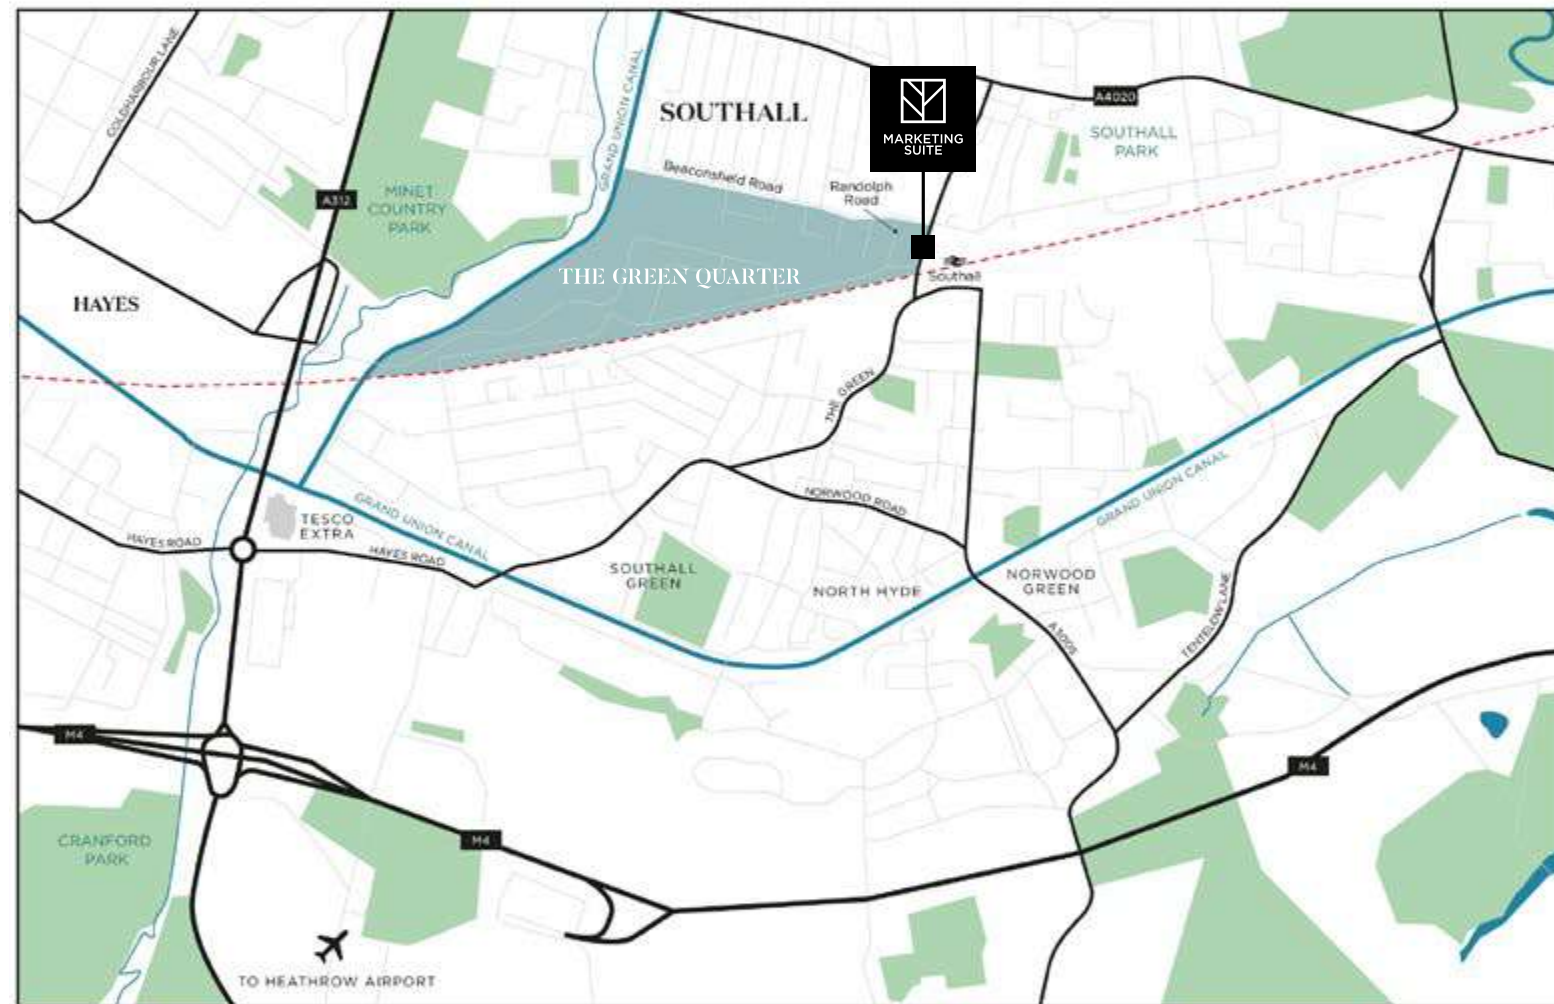 COLDHARBOUR LANE
GRAND UNION CANAL
SOUTHALL
MARKETING
SUITE
A4020
SOUTHALL
PARK
Beaconsfield Road
Randolph
Road
A312
MINET
COUNTRY
PARK
THE GREEN QUARTER
Southall
HAYES
THE GREEN
GRAND UNION CANAL
GRAND UNION CANAL
NORWOOD ROAD
TESCO
EXTRA
HAYES ROAD
HAYES ROAD
SOUTHALL
GREEN
NORTH HYDE
NORWOOD
GREEN
TENTELOW LANE
A3005
M4
M4
M4
CRANFORD
PARK
TO HEATHROW AIRPORT